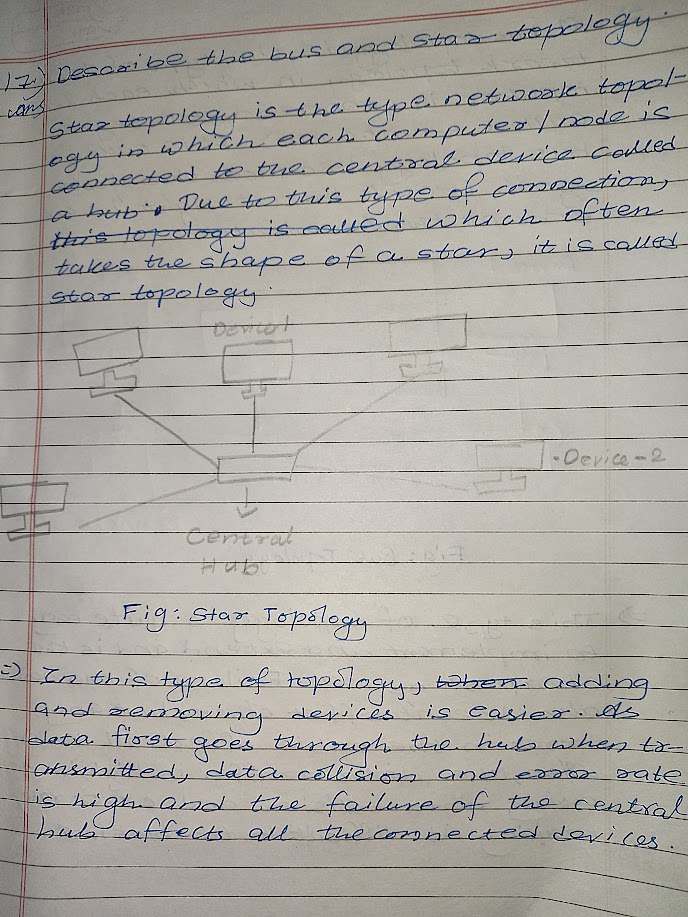 17.) Describe the bus and star topology.
ans
Star topology is the type network topol-
ogy in which each computer / node is
connected to the central device called
a hub. Due to this type of connection,
this topology is called which often
takes the shape of a star, it is called
star topology.
Device 1
.Device-2
Central
Hub
Fig: Star Topology
=) In this type of topology, when adding
and removing devices is easier. As
data first goes through the hub when tr-
ansmitted, data collision and error rate
is high and the failure of the central
hub affects all the connected devices.